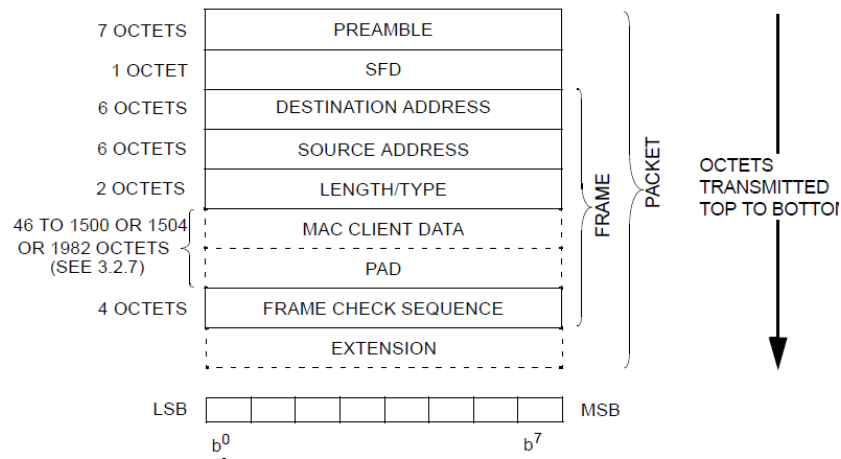 7 OCTETS PREAMBLE
1 OCTET SFD
6 OCTETS DESTINATION ADDRESS
6 OCTETS SOURCE ADDRESS
2 OCTETS LENGTH/TYPE
46 TO 1500 OR 1504
OR 1982 OCTETS
(SEE 3.2.7)
MAC CLIENT DATA
PAD
4 OCTETS FRAME CHECK SEQUENCE
EXTENSION
FRAME
PACKET
OCTETS
TRANSMITTED
TOP TO BOTTOM
LSB MSB
b0 b7